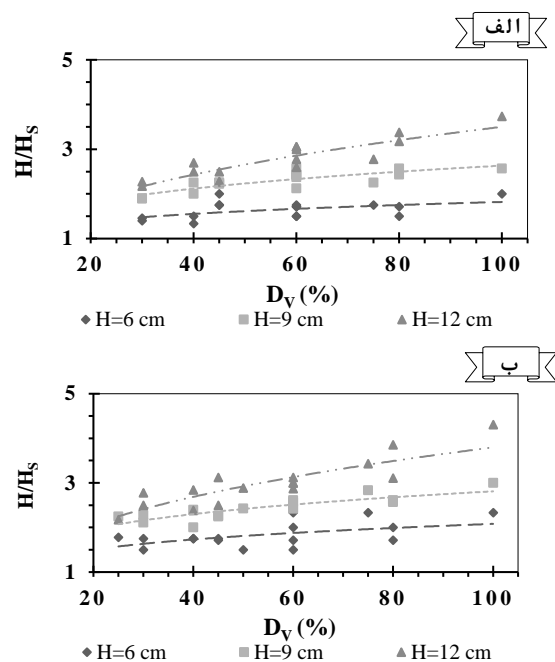 الف
5
3
1
H/HS
20 40 60 80 100
DV (%)
H=6 cm H=9 cm H=12 cm
ب
5
3
1
H/HS
20 40 60 80 100
DV (%)
H=6 cm H=9 cm H=12 cm